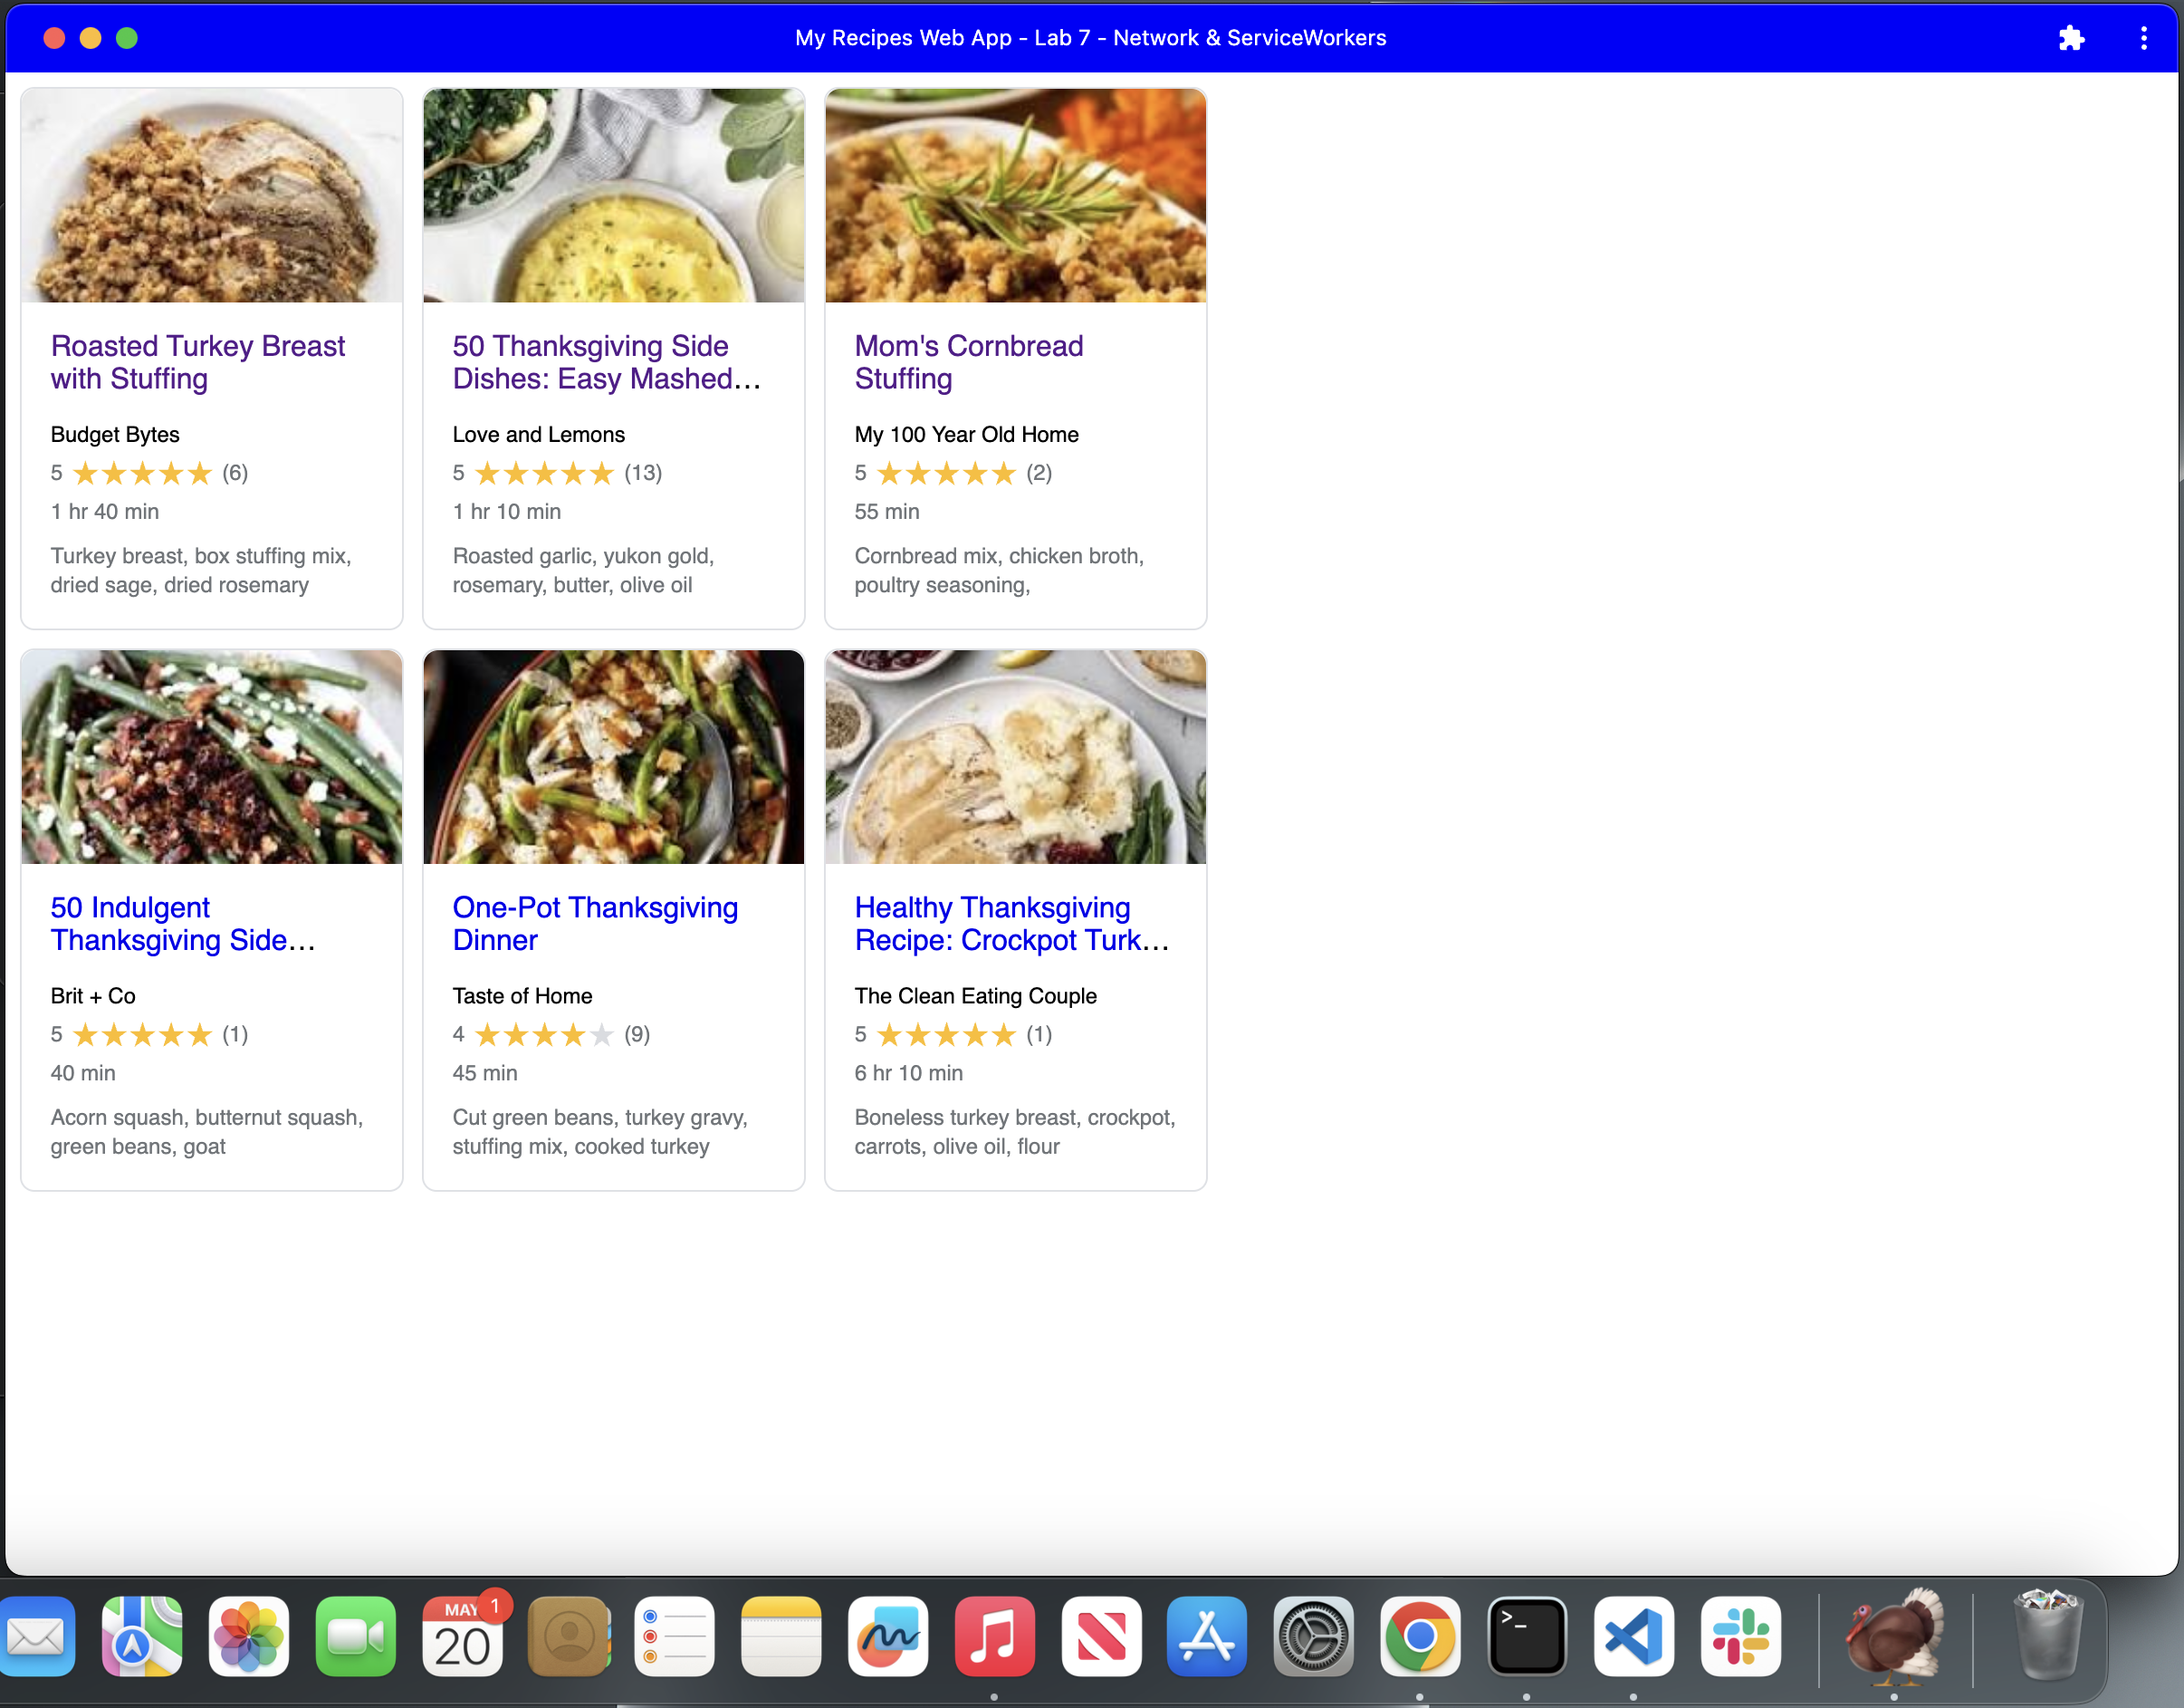 My Recipes Web App - Lab 7 - Network & ServiceWorkers
Roasted Turkey Breast
with Stuffing
Budget Bytes
5 ★★★★★ (6)
1 hr 40 min
Turkey breast, box stuffing mix,
dried sage, dried rosemary
50 Thanksgiving Side
Dishes: Easy Mashed...
Love and Lemons
5 ★★★★★ (13)
1 hr 10 min
Roasted garlic, yukon gold,
rosemary, butter, olive oil
Mom's Cornbread
Stuffing
My 100 Year Old Home
5 ★★★★★ (2)
55 min
Cornbread mix, chicken broth,
poultry seasoning,
50 Indulgent
Thanksgiving Side...
Brit + Co
5 ★★★★★ (1)
40 min
Acorn squash, butternut squash,
green beans, goat
One-Pot Thanksgiving
Dinner
Taste of Home
4 ★★★★★ (9)
45 min
Cut green beans, turkey gravy,
stuffing mix, cooked turkey
Healthy Thanksgiving
Recipe: Crockpot Turk...
The Clean Eating Couple
5 ★★★★★ (1)
6 hr 10 min
Boneless turkey breast, crockpot,
carrots, olive oil, flour
MAY 1
20
>_